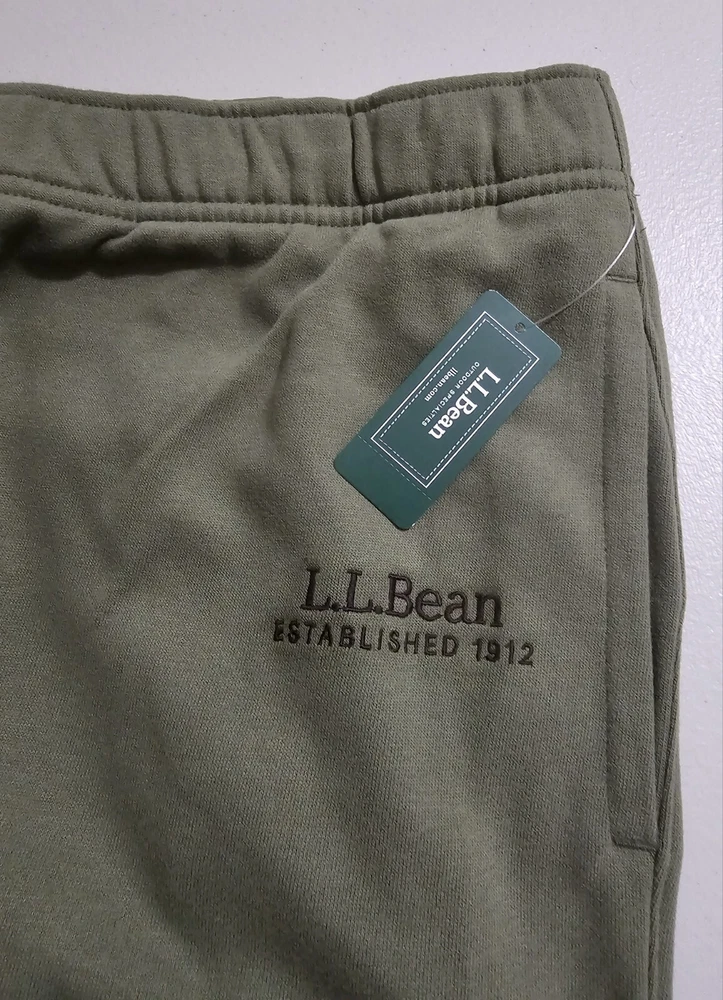 L.L.Bean
OUTDOOR SPECIALTIES
llbean.com
L.L.Bean
ESTABLISHED 1912